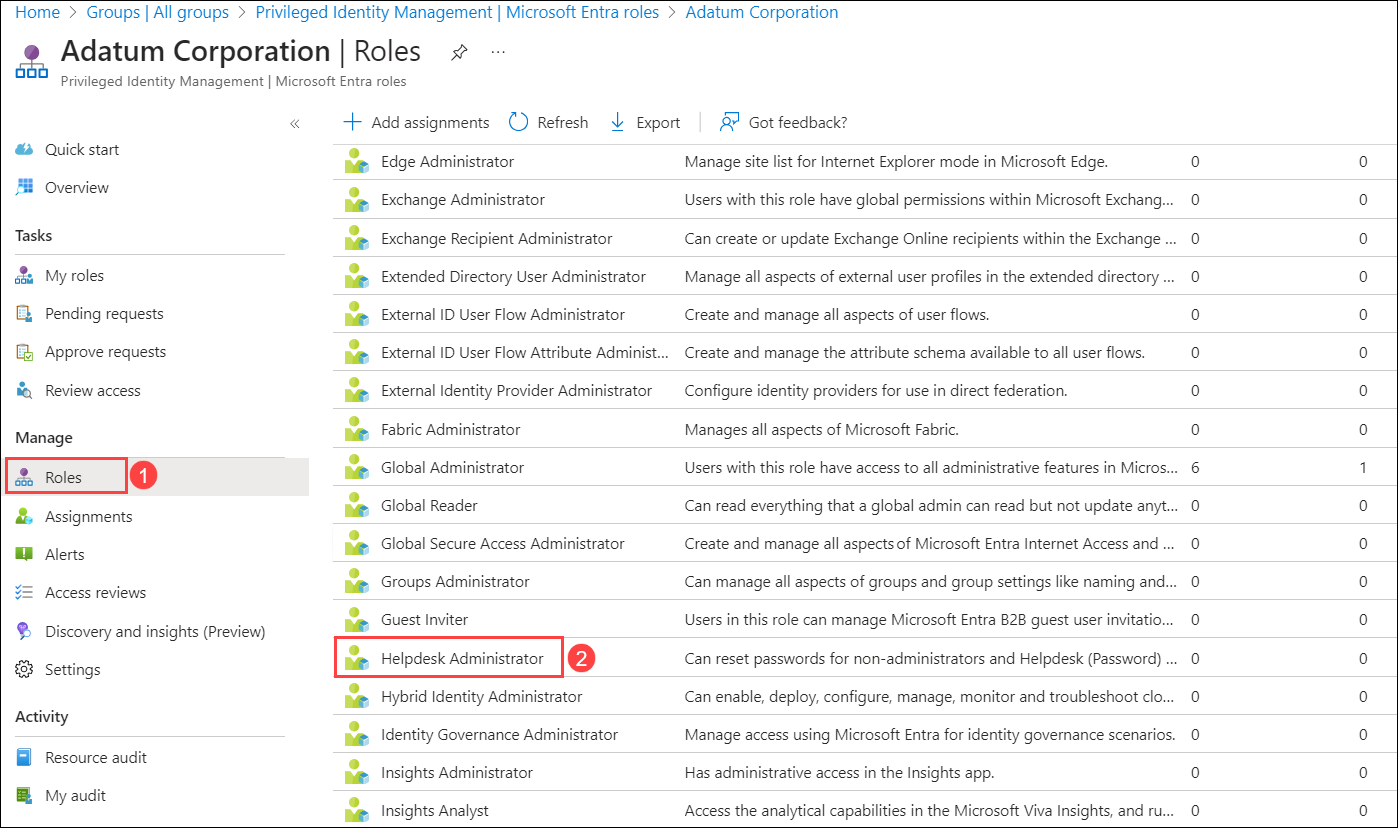 Home > Groups | All groups > Privileged Identity Management | Microsoft Entra roles > Adatum Corporation
Adatum Corporation | Roles ...
Privileged Identity Management | Microsoft Entra roles
«
Quick start
Overview
Tasks
My roles
Pending requests
Approve requests
Review access
Manage
Roles 1
Assignments
Alerts
Access reviews
Discovery and insights (Preview)
Settings
Activity
Resource audit
My audit
Add assignments Refresh Export | Got feedback?
Edge Administrator Manage site list for Internet Explorer mode in Microsoft Edge. 0 0
Exchange Administrator Users with this role have global permissions within Microsoft Exchang... 0 0
Exchange Recipient Administrator Can create or update Exchange Online recipients within the Exchange ... 0 0
Extended Directory User Administrator Manage all aspects of external user profiles in the extended directory ... 0 0
External ID User Flow Administrator Create and manage all aspects of user flows. 0 0
External ID User Flow Attribute Administ... Create and manage the attribute schema available to all user flows. 0 0
External Identity Provider Administrator Configure identity providers for use in direct federation. 0 0
Fabric Administrator Manages all aspects of Microsoft Fabric. 0 0
Global Administrator Users with this role have access to all administrative features in Micros... 6 1
Global Reader Can read everything that a global admin can read but not update anyt... 0 0
Global Secure Access Administrator Create and manage all aspects of Microsoft Entra Internet Access and ... 0 0
Groups Administrator Can manage all aspects of groups and group settings like naming and... 0 0
Guest Inviter Users in this role can manage Microsoft Entra B2B guest user invitatio... 0 0
Helpdesk Administrator 2 Can reset passwords for non-administrators and Helpdesk (Password) ... 0 0
Hybrid Identity Administrator Can enable, deploy, configure, manage, monitor and troubleshoot clo... 0 0
Identity Governance Administrator Manage access using Microsoft Entra for identity governance scenarios. 0 0
Insights Administrator Has administrative access in the Insights app. 0 0
Insights Analyst Access the analytical capabilities in the Microsoft Viva Insights, and ru... 0 0